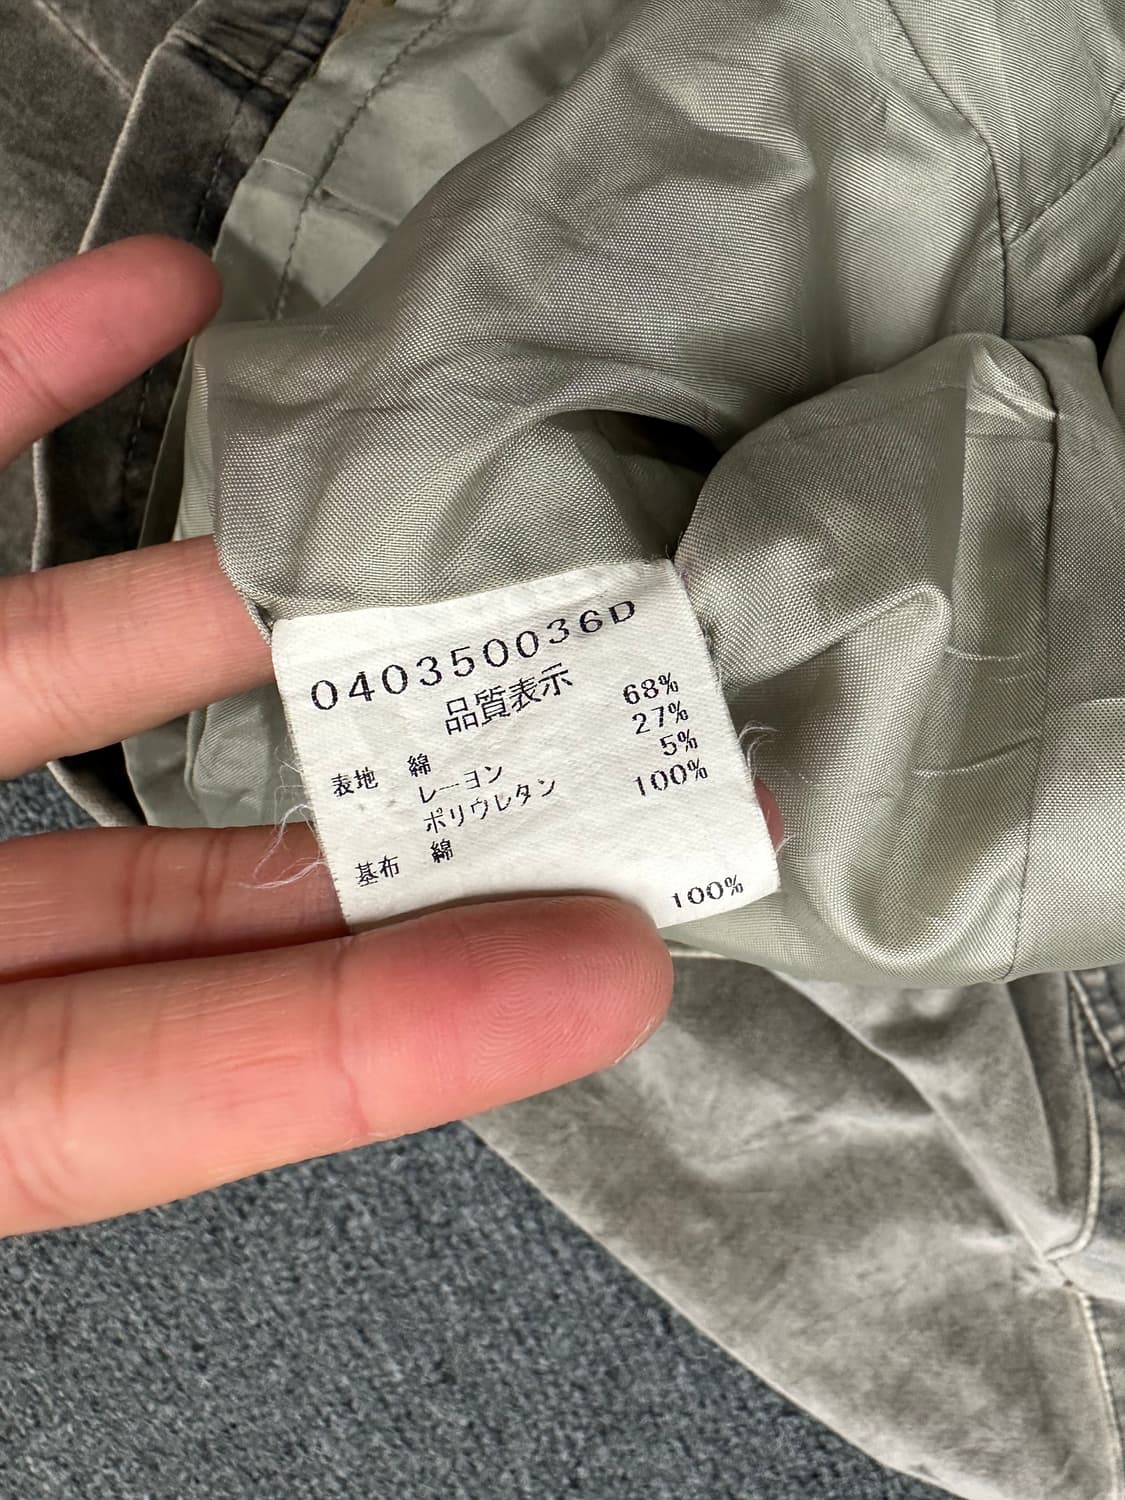 040350036D
品質表示
表地 綿 68%
レーヨン 27%
ポリウレタン 5%
基布 綿 100%
100%